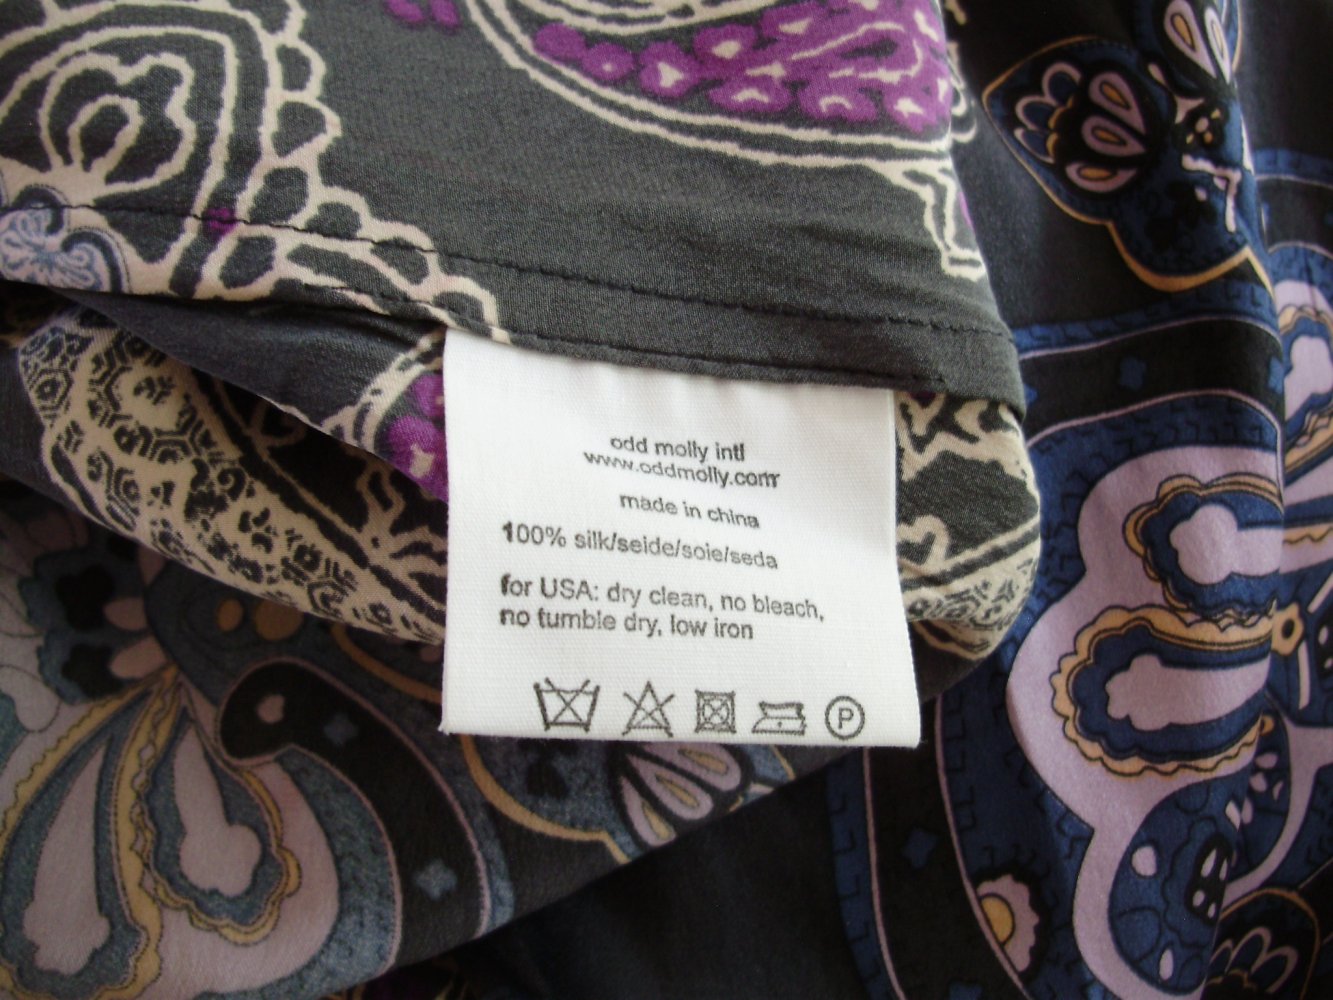 odd molly intl
www.oddmolly.com
made in china
100% silk/seide/soie/seda
for USA: dry clean, no bleach,
no tumble dry, low iron
P